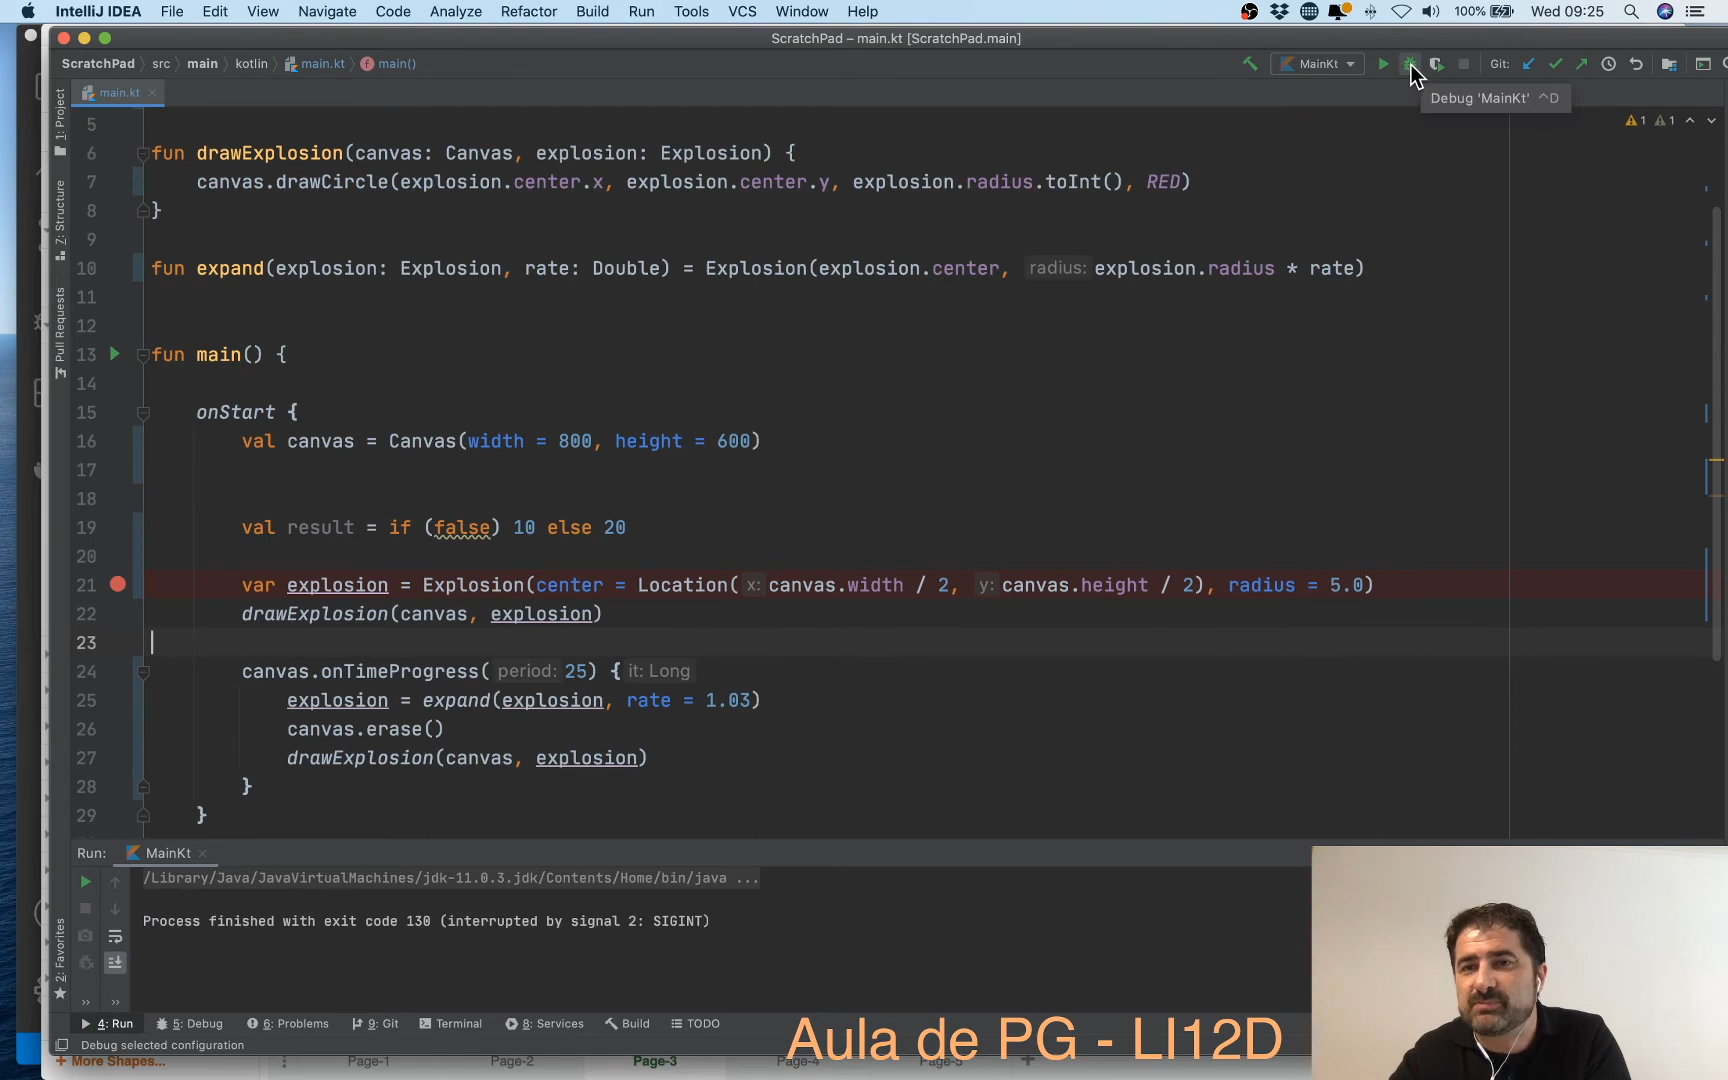 IntelliJ IDEA File Edit View Navigate Code Analyze Refactor Build Run Tools VCS Window Help 100% Wed 09:25
ScratchPad – main.kt [ScratchPad.main]
ScratchPad src main kotlin main.kt main() MainKt Git:
main.kt
Debug 'MainKt' ^D
1 1
5
6 fun drawExplosion(canvas: Canvas, explosion: Explosion) {
7 canvas.drawCircle(explosion.center.x, explosion.center.y, explosion.radius.toInt(), RED)
8 }
9
10 fun expand(explosion: Explosion, rate: Double) = Explosion(explosion.center, radius: explosion.radius * rate)
11
12
13 fun main() {
14
15 onStart {
16 val canvas = Canvas(width = 800, height = 600)
17
18
19 val result = if (false) 10 else 20
20
21 var explosion = Explosion(center = Location( x: canvas.width / 2, y: canvas.height / 2), radius = 5.0)
22 drawExplosion(canvas, explosion)
23
24 canvas.onTimeProgress( period: 25) { it: Long
25 explosion = expand(explosion, rate = 1.03)
26 canvas.erase()
27 drawExplosion(canvas, explosion)
28 }
29 }
1: Project
7: Structure
Pull Requests
2: Favorites
Run: MainKt
/Library/Java/JavaVirtualMachines/jdk-11.0.3.jdk/Contents/Home/bin/java ...
Process finished with exit code 130 (interrupted by signal 2: SIGINT)
4: Run 5: Debug 6: Problems 9: Git Terminal 8: Services Build TODO
Debug selected configuration
Aula de PG - LI12D
+ More Shapes... Page-1 Page-2 Page-3 Page-4 Page-5 +